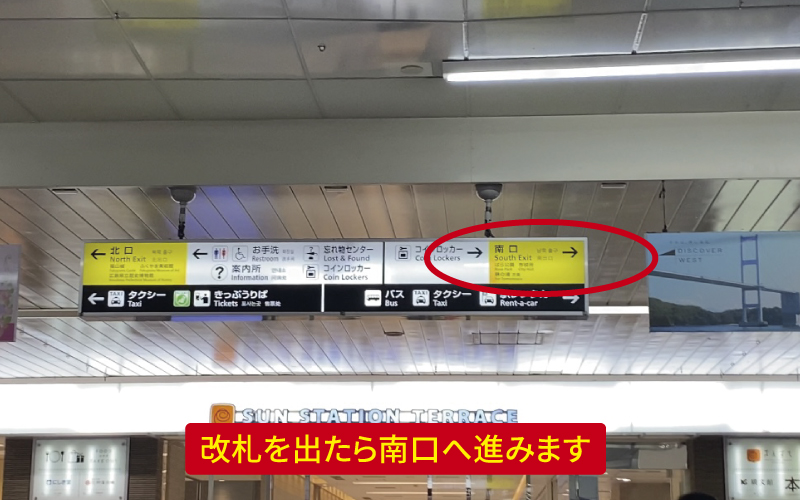 北口
North Exit
お手洗
Restroom
忘れ物センター
Lost & Found
案内所
Information
コインロッカー
Coin Lockers
コインロッカー
Coin Lockers
南口
South Exit
タクシー
Taxi
きっぷうりば
Tickets
バス
Bus
タクシー
Taxi
Rent-a-car
DISCOVER
WEST
SUN STATION TERRACE
改札を出たら南口へ進みます